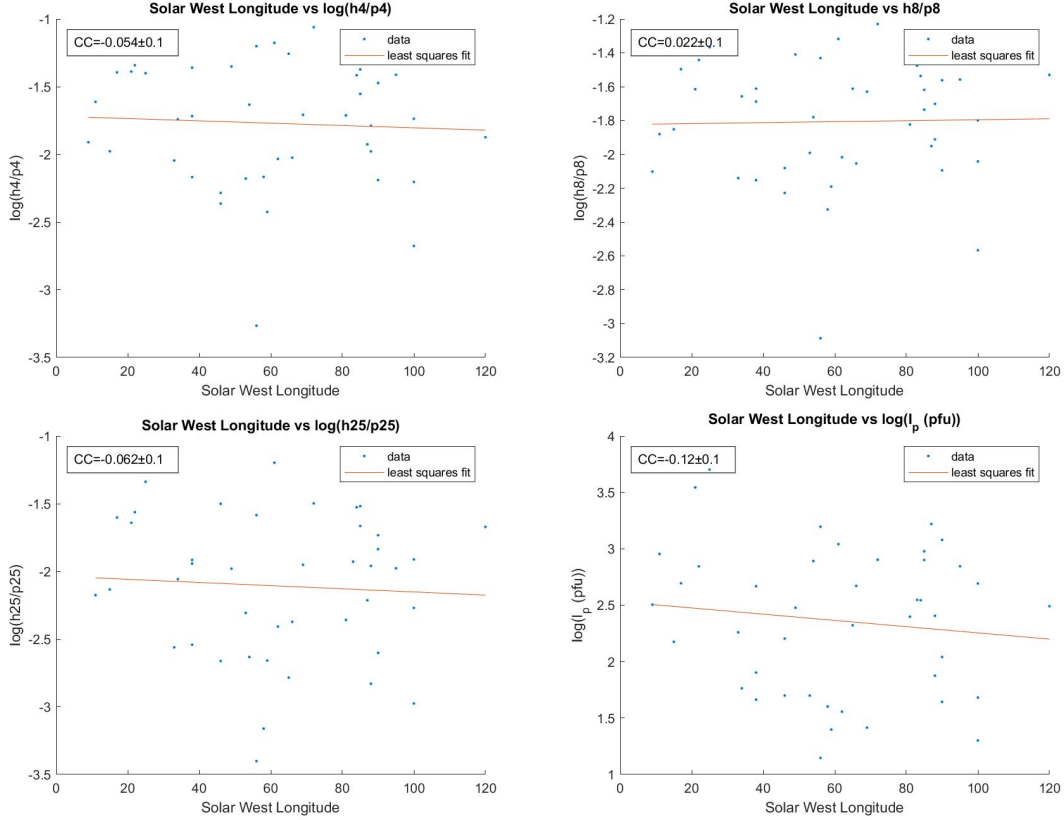 Solar West Longitude vs log(h4/p4)
CC=-0.054±0.1
data
least squares fit
-1
-1.5
-2
-2.5
-3
-3.5
log(h4/p4)
0 20 40 60 80 100 120
Solar West Longitude
Solar West Longitude vs h8/p8
CC=0.022±0.1
data
least squares fit
-1.2
-1.4
-1.6
-1.8
-2
-2.2
-2.4
-2.6
-2.8
-3
-3.2
log(h8/p8)
0 20 40 60 80 100 120
Solar West Longitude
Solar West Longitude vs log(h25/p25)
CC=-0.062±0.1
data
least squares fit
-1
-1.5
-2
-2.5
-3
-3.5
log(h25/p25)
0 20 40 60 80 100 120
Solar West Longitude
Solar West Longitude vs log(I_p (pfu))
CC=-0.12±0.1
data
least squares fit
4
3.5
3
2.5
2
1.5
1
log(I_p (pfu))
0 20 40 60 80 100 120
Solar West Longitude